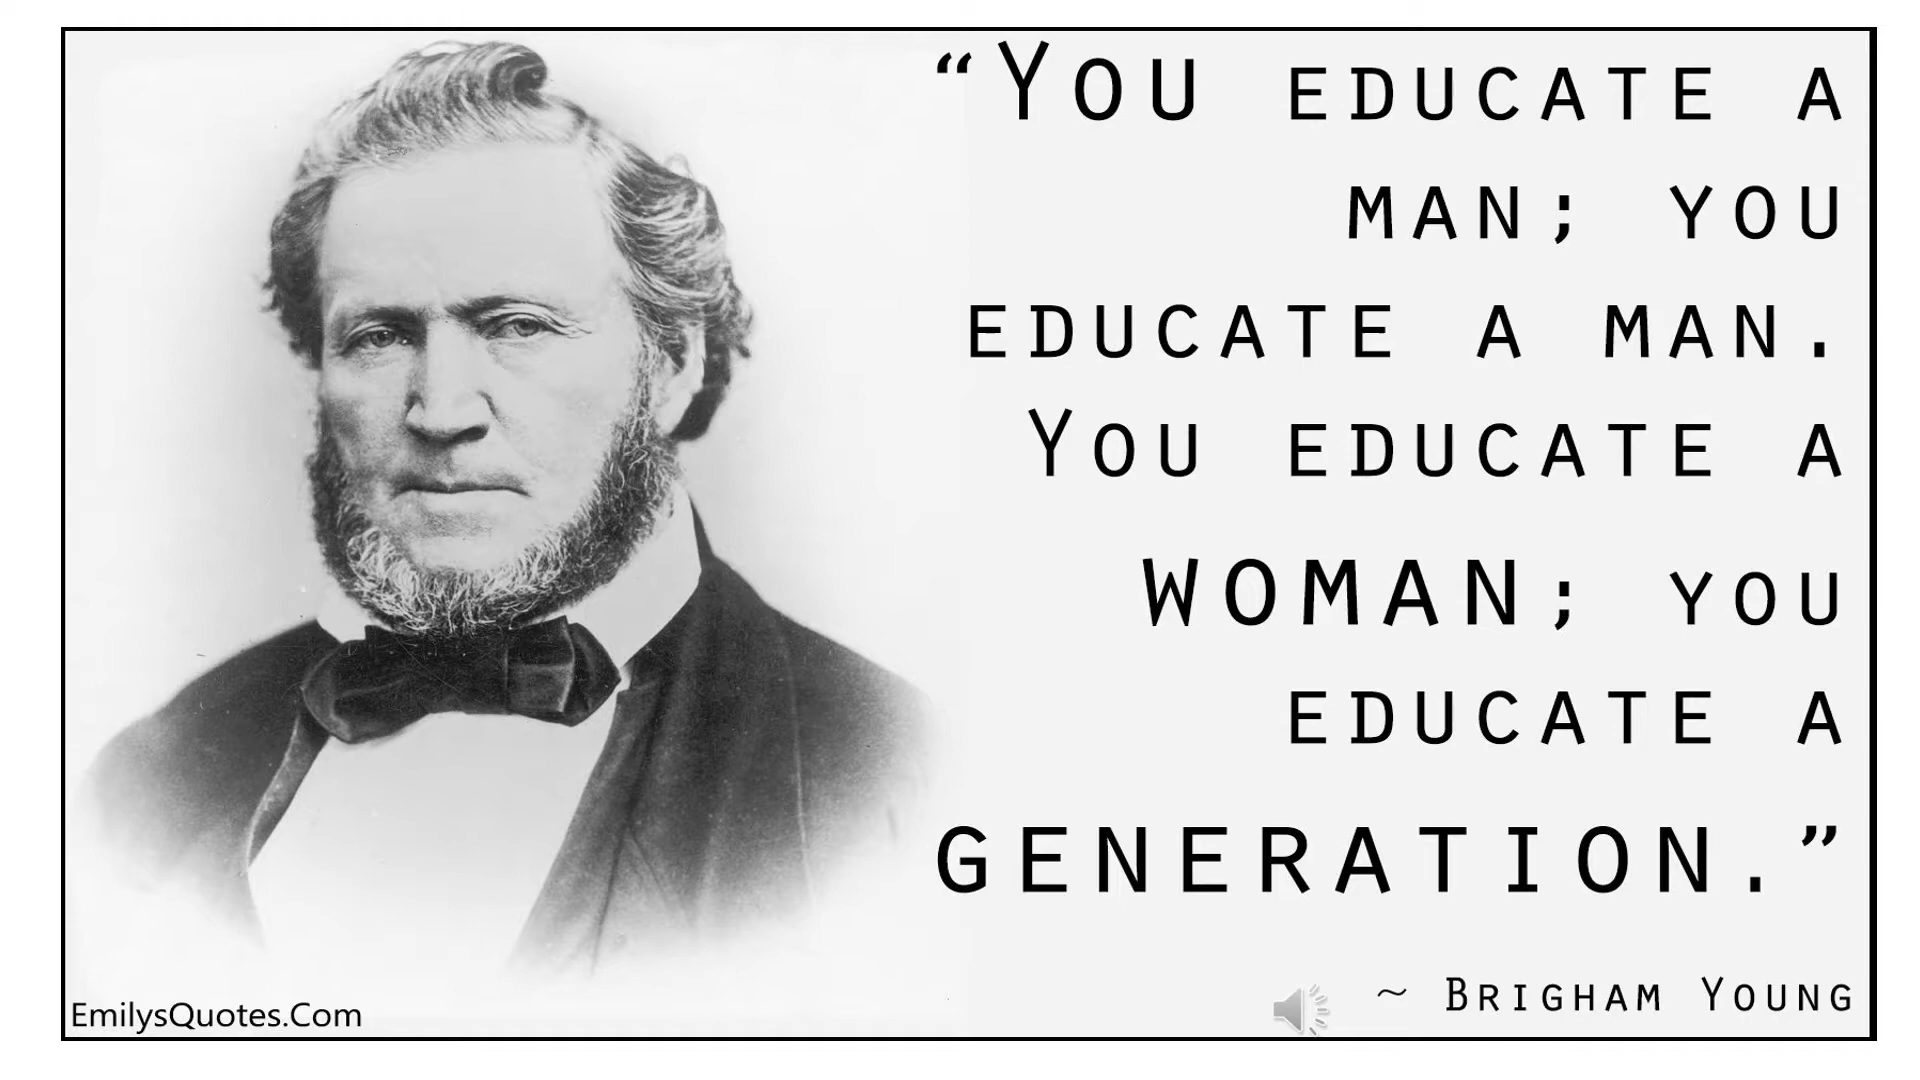 “YOU EDUCATE A
MAN; YOU
EDUCATE A MAN.
YOU EDUCATE A
WOMAN; YOU
EDUCATE A
GENERATION.”
~ BRIGHAM YOUNG
EmilysQuotes.Com